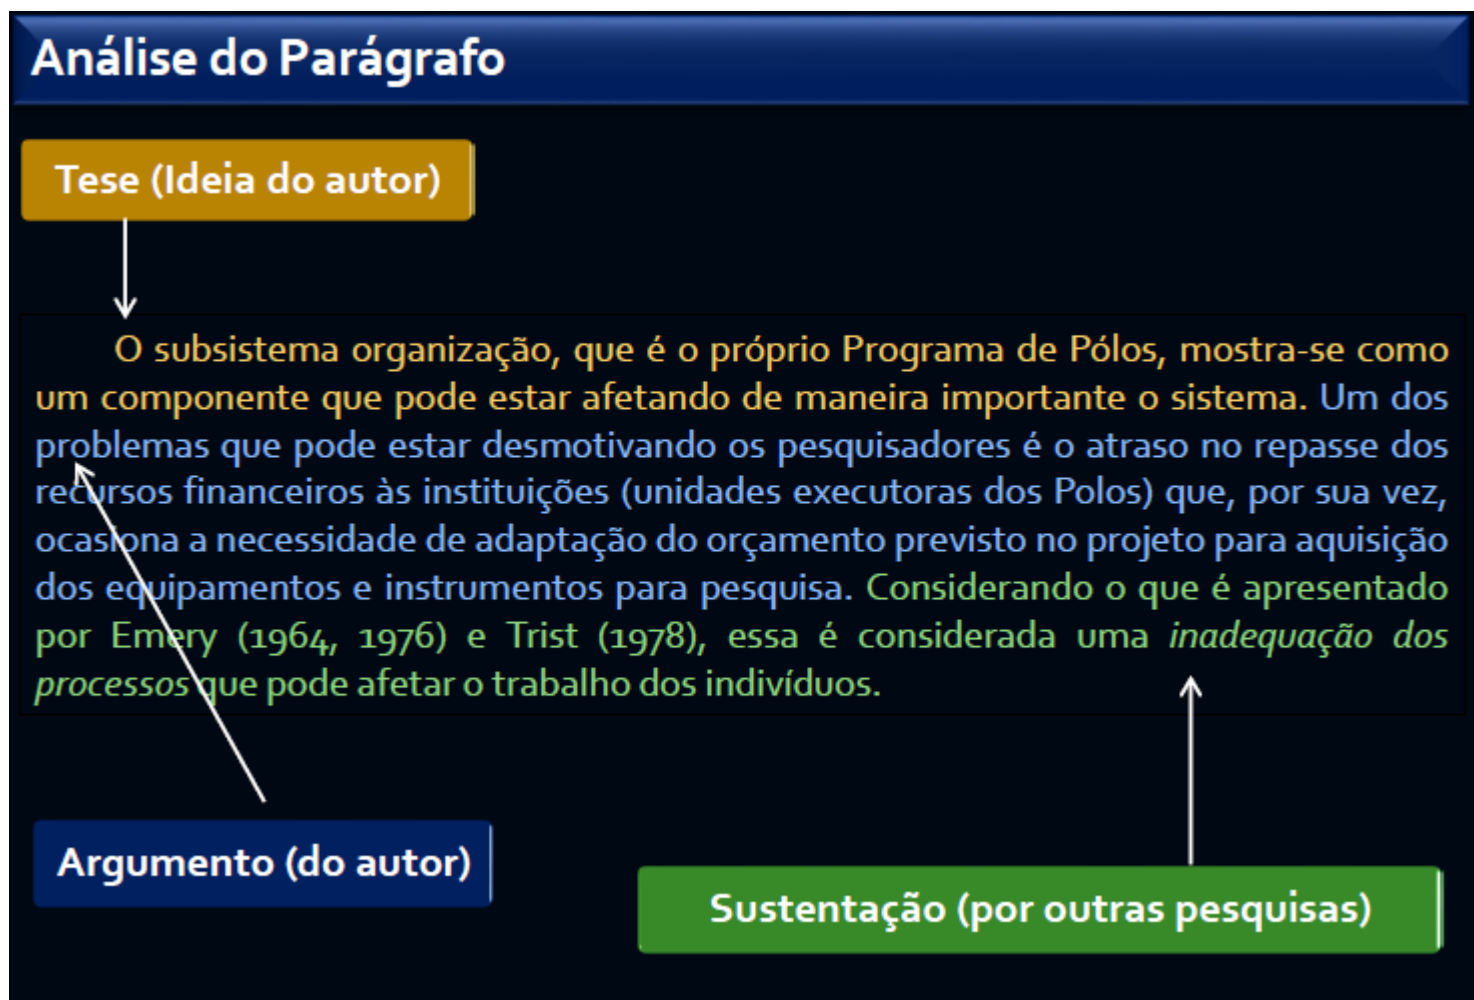 Análise do Parágrafo
Tese (Ideia do autor)
O subsistema organização, que é o próprio Programa de Pólos, mostra-se como
um componente que pode estar afetando de maneira importante o sistema. Um dos
problemas que pode estar desmotivando os pesquisadores é o atraso no repasse dos
recursos financeiros às instituições (unidades executoras dos Polos) que, por sua vez,
ocasiona a necessidade de adaptação do orçamento previsto no projeto para aquisição
dos equipamentos e instrumentos para pesquisa. Considerando o que é apresentado
por Emery (1964, 1976) e Trist (1978), essa é considerada uma inadequação dos
processos que pode afetar o trabalho dos indivíduos.
Argumento (do autor)
Sustentação (por outras pesquisas)